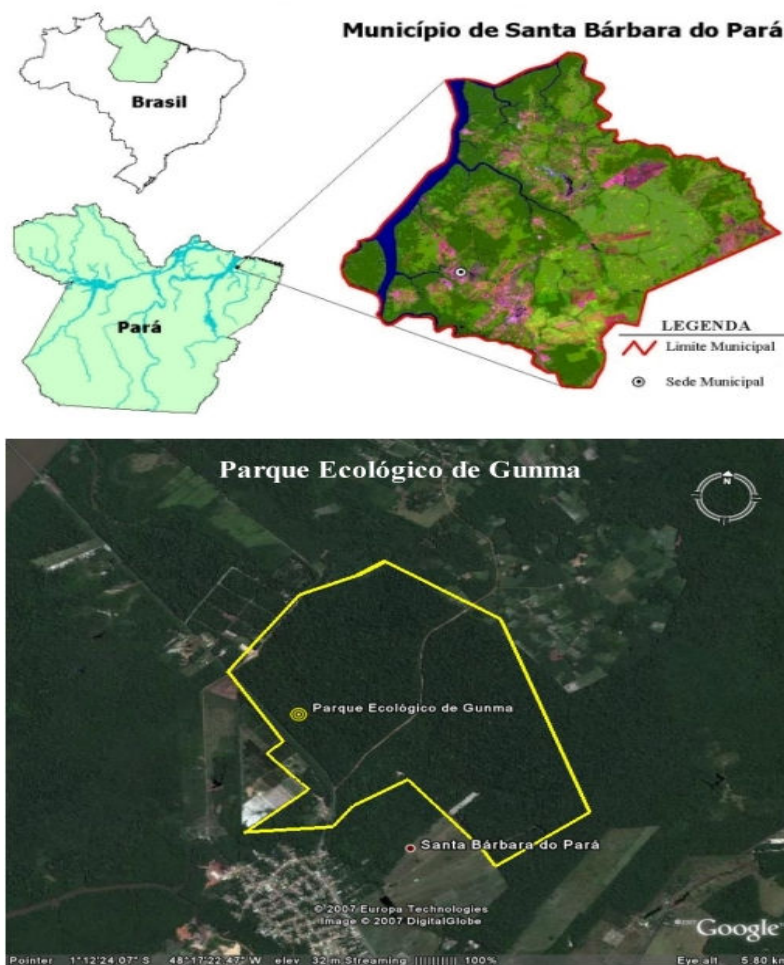 Município de Santa Bárbara do Pará
Brasil
Pará
LEGENDA
Limite Municipal
Sede Municipal
Parque Ecológico de Gunma
N
Parque Ecológico de Gunma
Santa Bárbara do Pará
© 2007 Europa Technologies
Image © 2007 DigitalGlobe
©2007 Google
Pointer 1°12'24.07" S 48°17'22.47" W elev 32 m Streaming |||||||||| 100% Eye alt 5.80 km